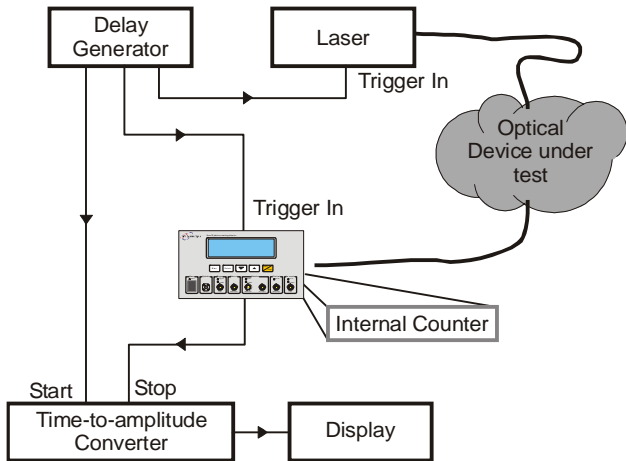 Delay
Generator
Laser
Trigger In
Optical
Device under
test
Trigger In
Internal Counter
Start
Stop
Time-to-amplitude
Converter
Display